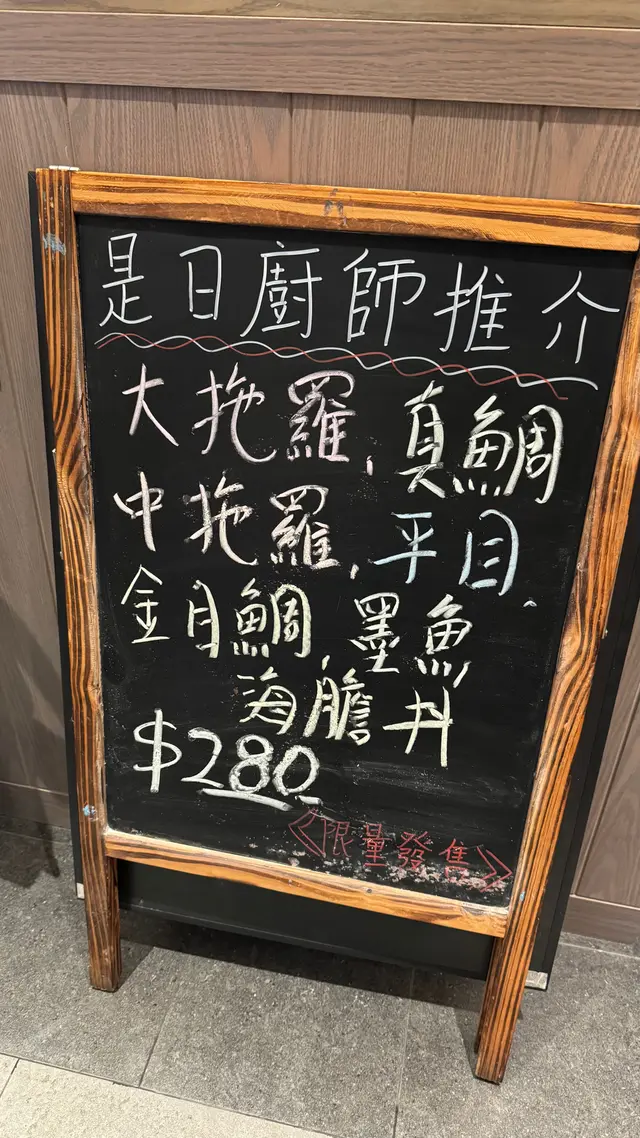 是日廚師推介
大拖羅,真鯛
中拖羅,平目,
金目鯛,墨魚
海膽丼
$280
《限量發售》